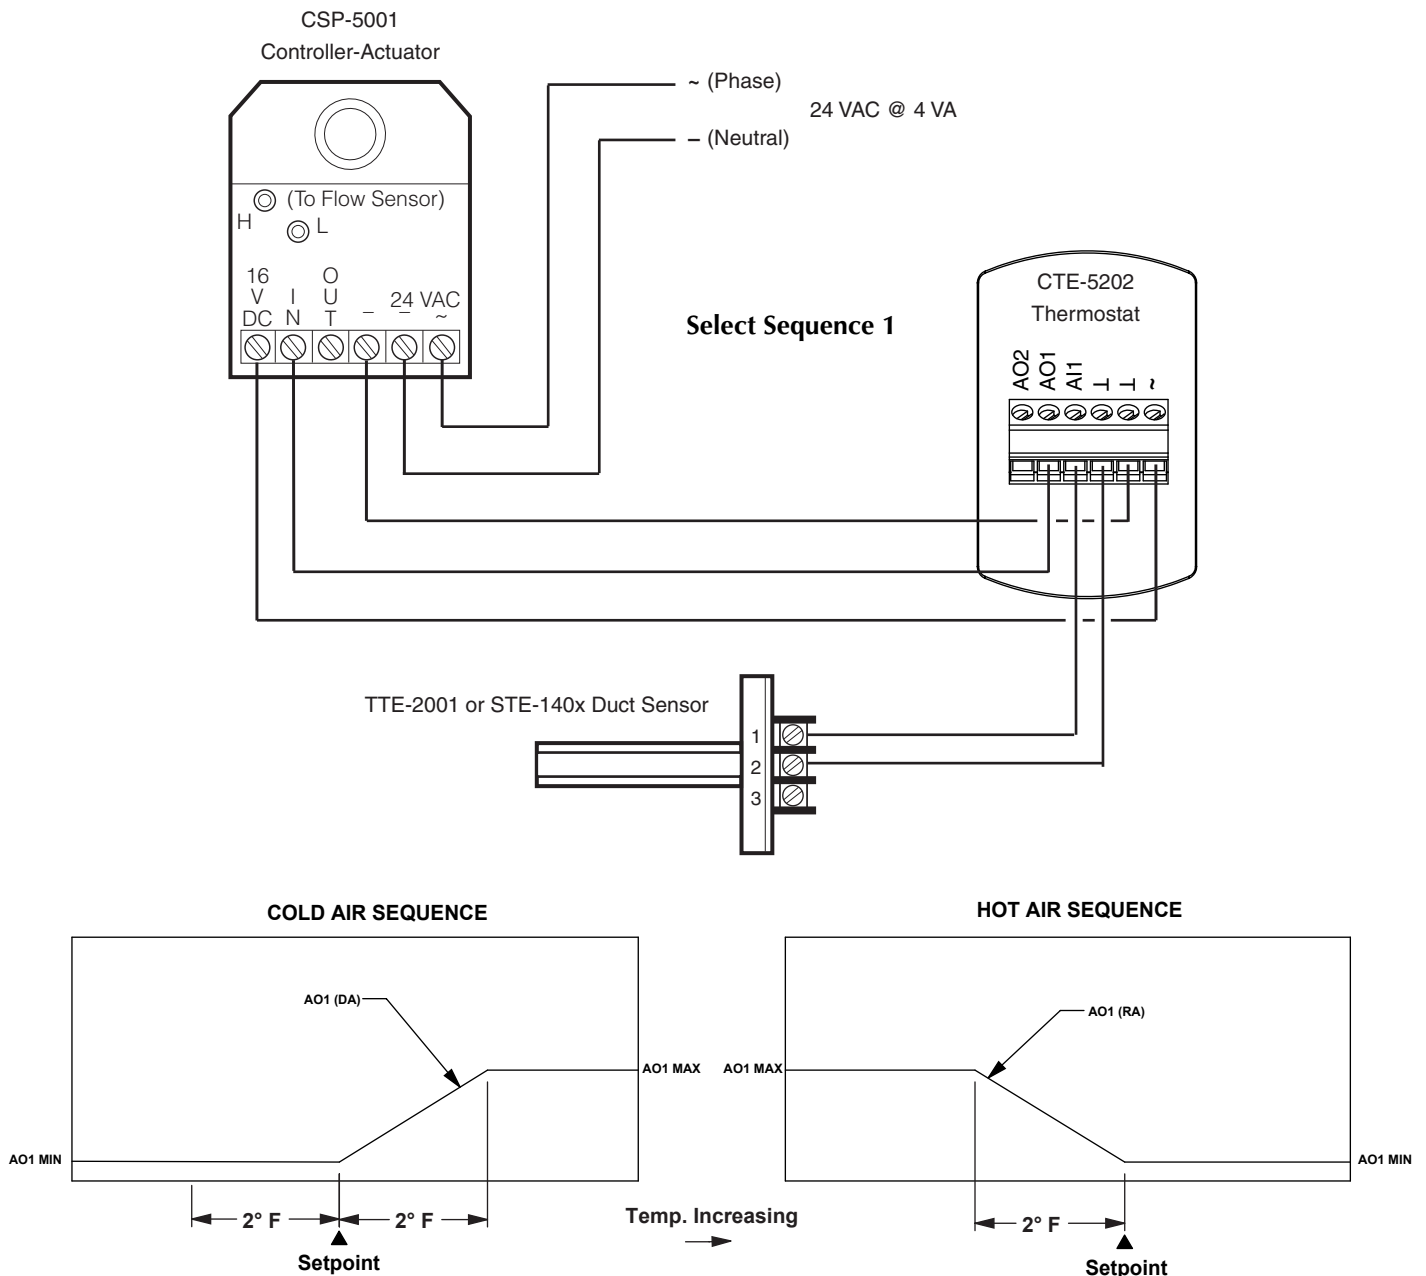 CSP-5001
Controller-Actuator
~ (Phase)
24 VAC @ 4 VA
– (Neutral)
(To Flow Sensor)
H
L
16
V
DC
I
N
O
U
T
–
24 VAC
–
~
Select Sequence 1
CTE-5202
Thermostat
AO2
AO1
AI1
⊥
⊥
~
TTE-2001 or STE-140x Duct Sensor
1
2
3
COLD AIR SEQUENCE
AO1 (DA)
AO1 MAX
AO1 MIN
2° F
2° F
Setpoint
Temp. Increasing
HOT AIR SEQUENCE
AO1 (RA)
AO1 MAX
AO1 MIN
2° F
Setpoint